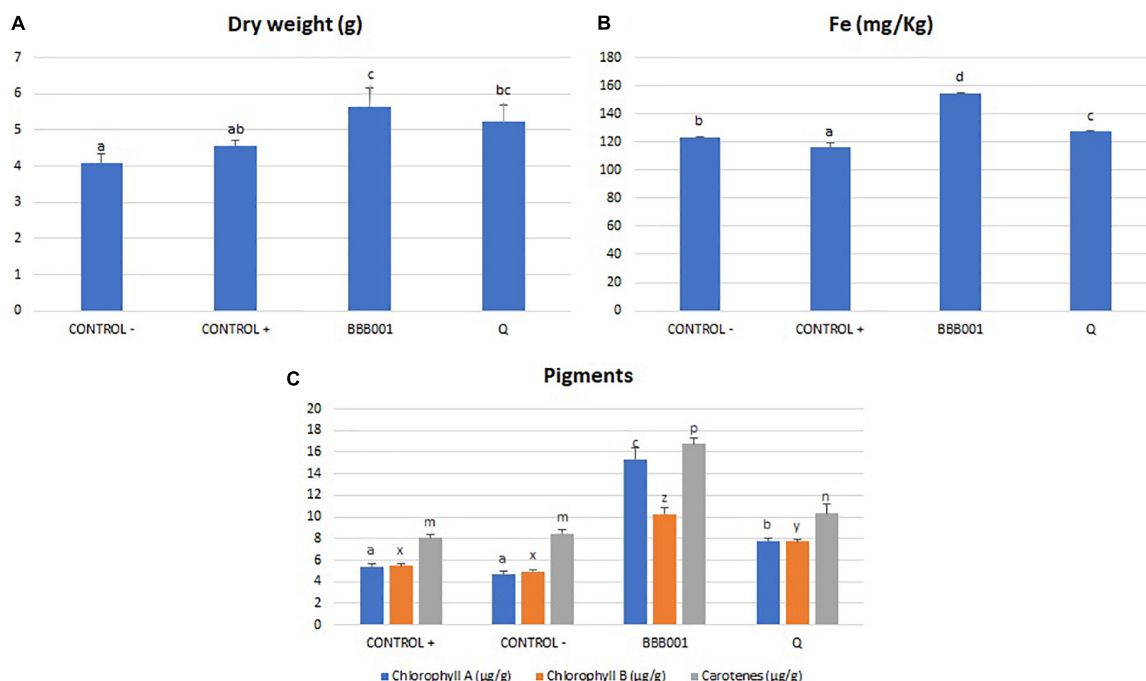 A
Dry weight (g)
7
6
5
4
3
2
1
0
a
ab
c
bc
CONTROL -
CONTROL +
BBB001
Q
B
Fe (mg/Kg)
180
160
140
120
100
80
60
40
20
0
b
a
d
c
CONTROL -
CONTROL +
BBB001
Q
C
Pigments
20
18
16
14
12
10
8
6
4
2
0
a x m
a x m
c z p
b y n
CONTROL +
CONTROL -
BBB001
Q
Chlorophyll A (µg/g) Chlorophyll B (µg/g) Carotenes (µg/g)